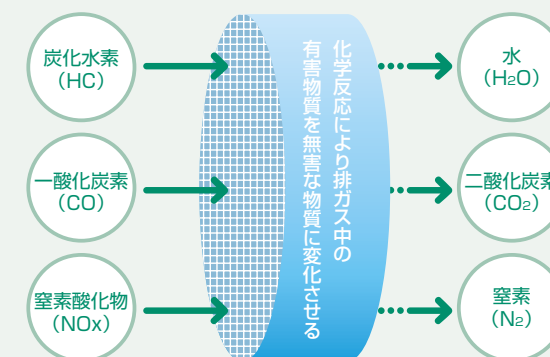 炭化水素
（HC）
一酸化炭素
（CO）
窒素酸化物
（NOx）
化学反応により排ガス中の
有害物質を無害な物質に変化させる
水
（H₂O）
二酸化炭素
（CO₂）
窒素
（N₂）